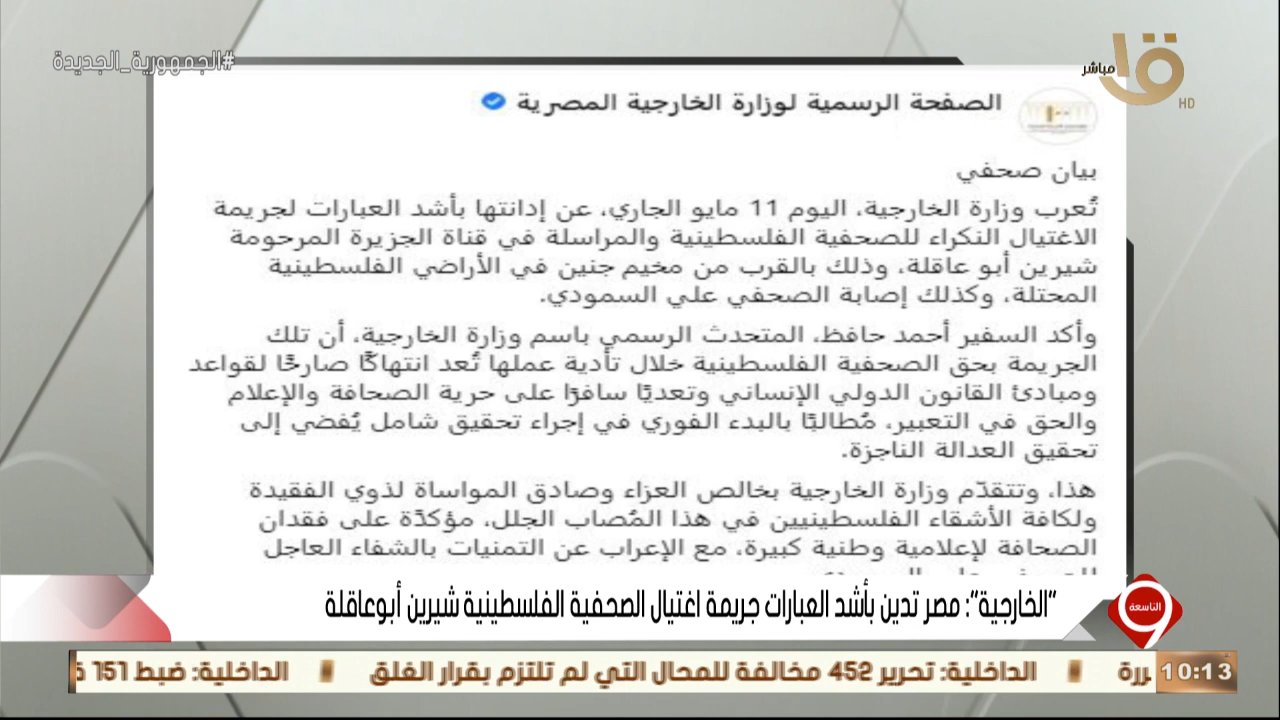 #الجمهورية_الجديدة
مباشر
HD
الصفحة الرسمية لوزارة الخارجية المصرية
بيان صحفي
تُعرب وزارة الخارجية، اليوم 11 مايو الجاري، عن إدانتها بأشد العبارات لجريمة
الاغتيال النكراء للصحفية الفلسطينية والمراسلة في قناة الجزيرة المرحومة
شيرين أبو عاقلة، وذلك بالقرب من مخيم جنين في الأراضي الفلسطينية
المحتلة، وكذلك إصابة الصحفي علي السمودي.
وأكد السفير أحمد حافظ، المتحدث الرسمي باسم وزارة الخارجية، أن تلك
الجريمة بحق الصحفية الفلسطينية خلال تأدية عملها تُعد انتهاكًا صارخًا لقواعد
ومبادئ القانون الدولي الإنساني وتعديًا سافرًا على حرية الصحافة والإعلام
والحق في التعبير، مُطالبًا بالبدء الفوري في إجراء تحقيق شامل يُفضي إلى
تحقيق العدالة الناجزة.
هذا، وتتقدّم وزارة الخارجية بخالص العزاء وصادق المواساة لذوي الفقيدة
ولكافة الأشقاء الفلسطينيين في هذا المُصاب الجلل، مؤكدًة على فقدان
الصحافة لإعلامية وطنية كبيرة، مع الإعراب عن التمنيات بالشفاء العاجل
"الخارجية": مصر تدين بأشد العبارات جريمة اغتيال الصحفية الفلسطينية شيرين أبوعاقلة
التاسعة
10:13 ررة الداخلية: تحرير 452 مخالفة للمحال التي لم تلتزم بقرار الغلق الداخلية: ضبط 151